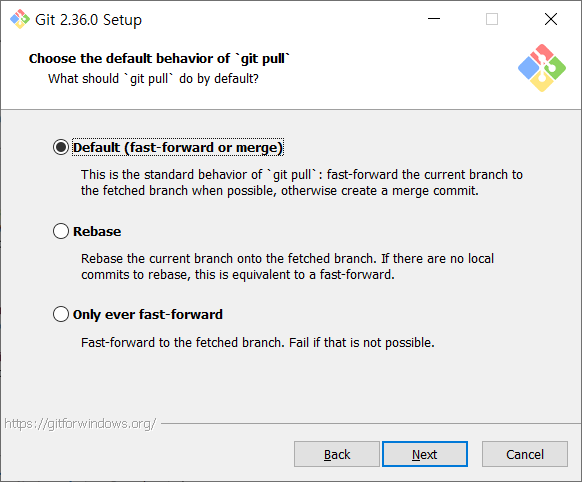 Git 2.36.0 Setup
Choose the default behavior of `git pull`
What should `git pull` do by default?
Default (fast-forward or merge)
This is the standard behavior of `git pull`: fast-forward the current branch to
the fetched branch when possible, otherwise create a merge commit.
Rebase
Rebase the current branch onto the fetched branch. If there are no local
commits to rebase, this is equivalent to a fast-forward.
Only ever fast-forward
Fast-forward to the fetched branch. Fail if that is not possible.
https://gitforwindows.org/
Back Next Cancel